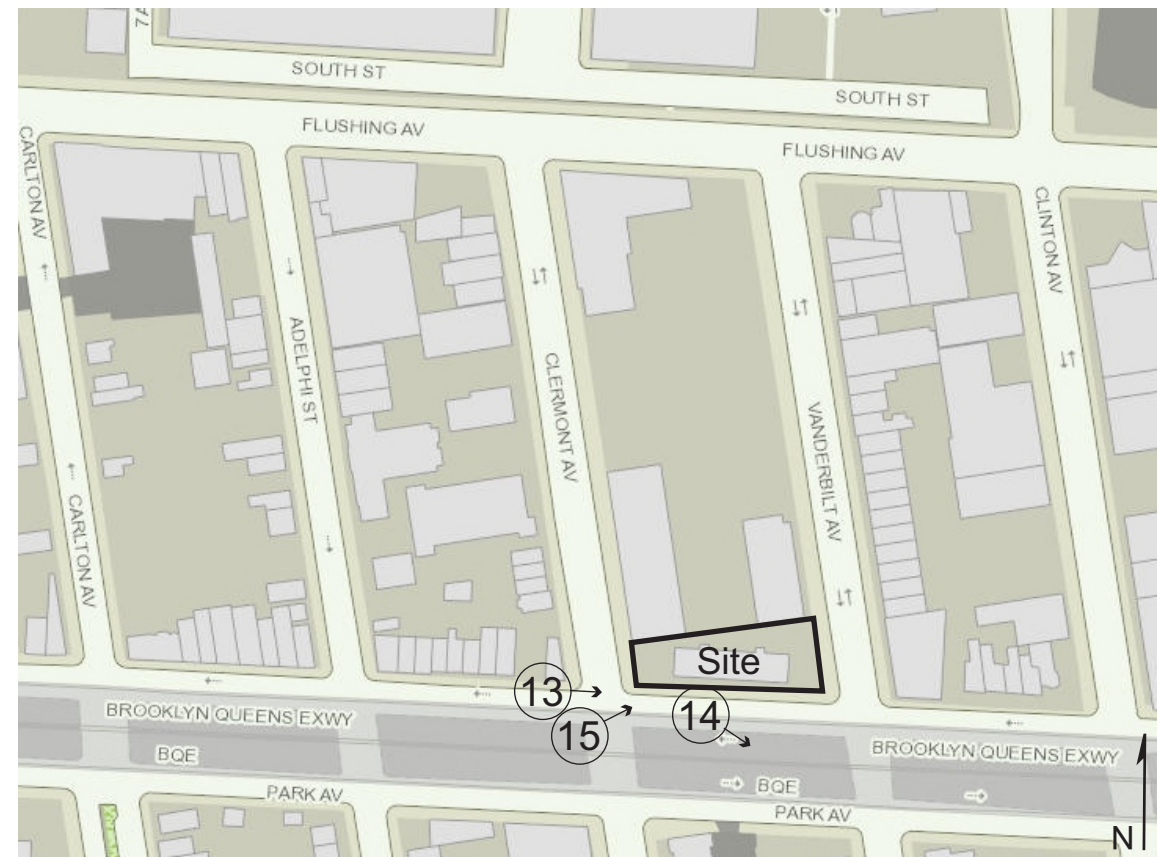 SOUTH ST
SOUTH ST
FLUSHING AV
FLUSHING AV
CARLTON AV
CLINTON AV
ADELPHI ST
CLERMONT AV
VANDERBILT AV
CARLTON AV
Site
13
15
14
BROOKLYN QUEENS EXWY
BROOKLYN QUEENS EXWY
BQE
BQE
PARK AV
PARK AV
N